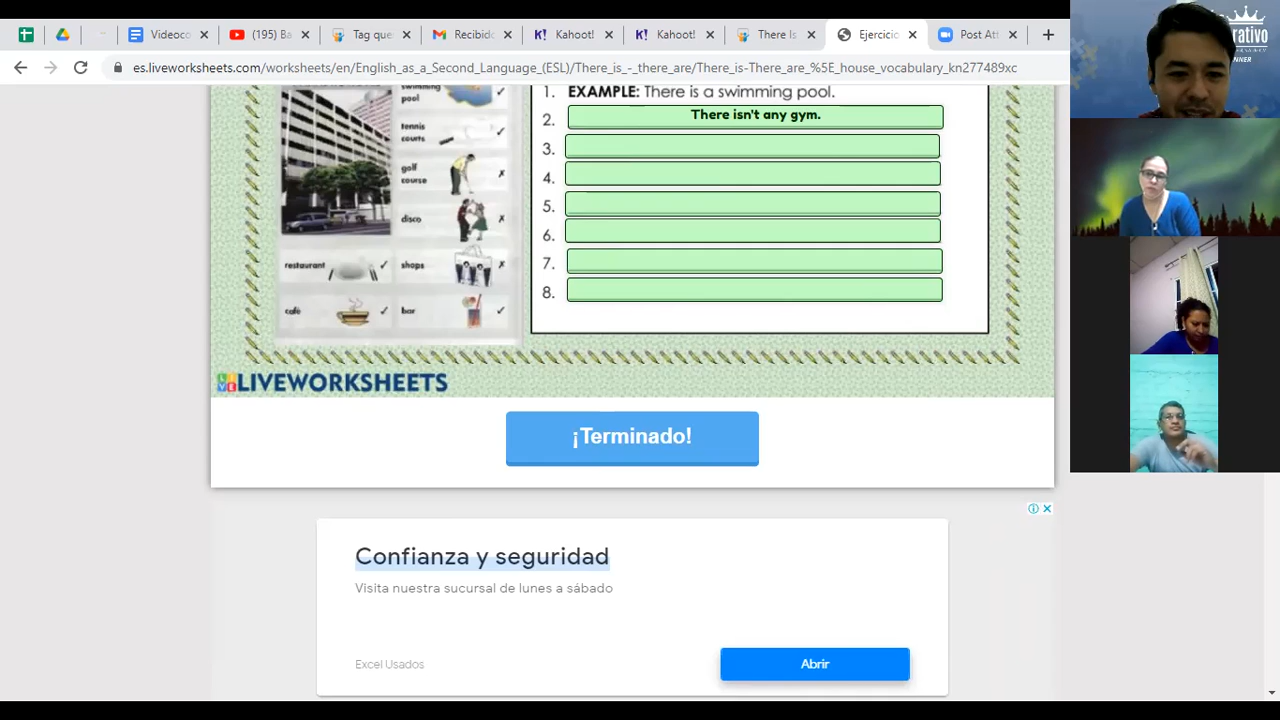 Videoco
(195) Ba
Tag que
Recibido
Kahoot!
Kahoot!
There Is
Ejercicio
Post Att
es.liveworksheets.com/worksheets/en/English_as_a_Second_Language_(ESL)/There_is_-_there_are/There_is-There_are_%5E_house_vocabulary_kn277489xc
swimming
pool
tennis
courts
golf
course
disco
restaurant
shops
café
bar
1. EXAMPLE: There is a swimming pool.
2. There isn't any gym.
3.
4.
5.
6.
7.
8.
LIVEWORKSHEETS
¡Terminado!
Confianza y seguridad
Visita nuestra sucursal de lunes a sábado
Excel Usados
Abrir